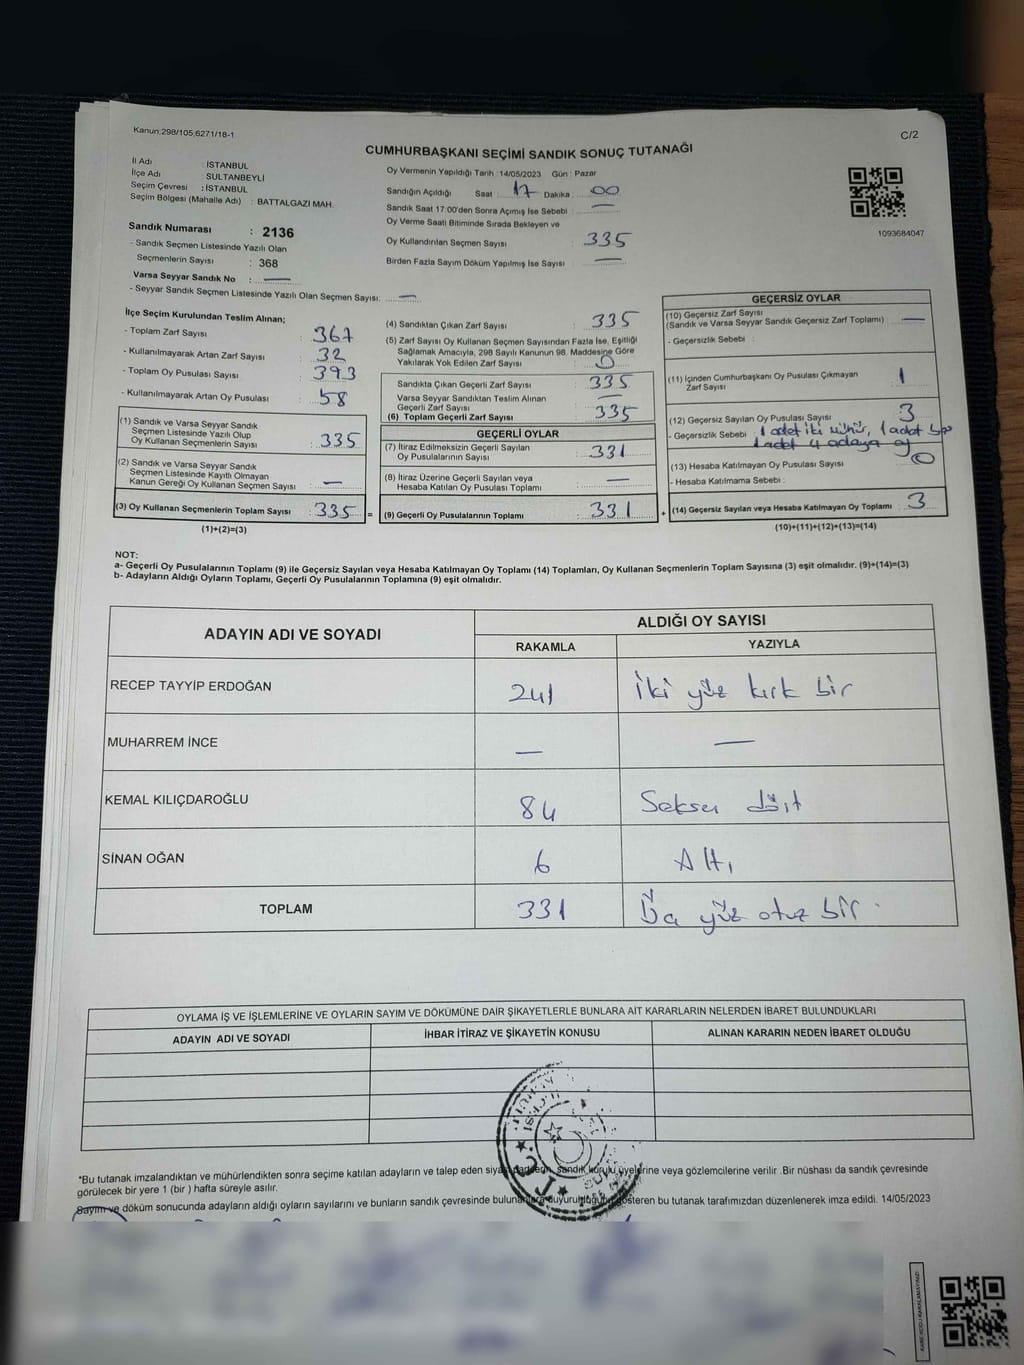 Kanun:298/105,6271/18-1
C/2
CUMHURBAŞKANI SEÇİMİ SANDIK SONUÇ TUTANAĞI
İl Adı : İSTANBUL
İlçe Adı : SULTANBEYLİ
Seçim Çevresi : İSTANBUL
Seçim Bölgesi (Mahalle Adı) : BATTALGAZI MAH.
Sandık Numarası : 2136
- Sandık Seçmen Listesinde Yazılı Olan
Seçmenlerin Sayısı : 368
Varsa Seyyar Sandık No : —
- Seyyar Sandık Seçmen Listesinde Yazılı Olan Seçmen Sayısı: —
Oy Vermenin Yapıldığı Tarih :14/05/2023 Gün : Pazar
Sandığın Açıldığı Saat : 17 Dakika : 00
Sandık Saat 17:00'den Sonra Açımış İse Sebebi : —
Oy Verme Saati Bitiminde Sırada Bekleyen ve
Oy Kullandırılan Seçmen Sayısı : 335
Birden Fazla Sayım Döküm Yapılmış İse Sayısı : —
1093684047
İlçe Seçim Kurulundan Teslim Alınan;
- Toplam Zarf Sayısı : 367
- Kullanılmayarak Artan Zarf Sayısı : 32
- Toplam Oy Pusulası Sayısı : 393
- Kullanılmayarak Artan Oy Pusulası : 58
(1) Sandık ve Varsa Seyyar Sandık
Seçmen Listesinde Yazılı Olup
Oy Kullanan Seçmenlerin Sayısı : 335
(2) Sandık ve Varsa Seyyar Sandık
Seçmen Listesinde Kayıtlı Olmayan
Kanun Gereği Oy Kullanan Seçmen Sayısı : —
(3) Oy Kullanan Seçmenlerin Toplam Sayısı : 335 =
(1)+(2)=(3)
(4) Sandıktan Çıkan Zarf Sayısı : 335
(5) Zarf Sayısı Oy Kullanan Seçmen Sayısından Fazla İse, Eşitliği
Sağlamak Amacıyla, 298 Sayılı Kanunun 98. Maddesine Göre
Yakılarak Yok Edilen Zarf Sayısı : 0
Sandıkta Çıkan Geçerli Zarf Sayısı : 335
Varsa Seyyar Sandıktan Teslim Alınan
Geçerli Zarf Sayısı : —
(6) Toplam Geçerli Zarf Sayısı : 335
GEÇERLİ OYLAR
(7) İtiraz Edilmeksizin Geçerli Sayılan
Oy Pusulalarının Sayısı : 331
(8) İtiraz Üzerine Geçerli Sayılan veya
Hesaba Katılan Oy Pusulası Toplamı : —
(9) Geçerli Oy Pusulalarının Toplamı : 331 +
GEÇERSİZ OYLAR
(10) Geçersiz Zarf Sayısı
(Sandık ve Varsa Seyyar Sandık Geçersiz Zarf Toplamı) : —
- Geçersizlik Sebebi :
(11) İçinden Cumhurbaşkanı Oy Pusulası Çıkmayan
Zarf Sayısı : 1
(12) Geçersiz Sayılan Oy Pusulası Sayısı : 3
- Geçersizlik Sebebi : 1 adet iki mühür, 1 adet boş
1 adet 4 adaya oy
(13) Hesaba Katılmayan Oy Pusulası Sayısı : 0
- Hesaba Katılmama Sebebi :
(14) Geçersiz Sayılan veya Hesaba Katılmayan Oy Toplamı : 3
(10)+(11)+(12)+(13)=(14)
NOT:
a- Geçerli Oy Pusulalarının Toplamı (9) ile Geçersiz Sayılan veya Hesaba Katılmayan Oy Toplamı (14) Toplamları, Oy Kullanan Seçmenlerin Toplam Sayısına (3) eşit olmalıdır. (9)+(14)=(3)
b- Adayların Aldığı Oyların Toplamı, Geçerli Oy Pusulalarının Toplamına (9) eşit olmalıdır.
ADAYIN ADI VE SOYADI ALDIĞI OY SAYISI
RAKAMLA YAZIYLA
RECEP TAYYİP ERDOĞAN 241 İki yüz kırk bir
MUHARREM İNCE — —
KEMAL KILIÇDAROĞLU 84 Seksen dört
SİNAN OĞAN 6 Altı
TOPLAM 331 yüz otuz bir
OYLAMA İŞ VE İŞLEMLERİNE VE OYLARIN SAYIM VE DÖKÜMÜNE DAİR ŞİKAYETLERLE BUNLARA AİT KARARLARIN NELERDEN İBARET BULUNDUKLARI
ADAYIN ADI VE SOYADI İHBAR İTİRAZ VE ŞİKAYETİN KONUSU ALINAN KARARIN NEDEN İBARET OLDUĞU
T.C.
*Bu tutanak imzalandıktan ve mühürlendikten sonra seçime katılan adayların ve talep eden siyasi partilerin, sandık kurulu üyelerine veya gözlemcilerine verilir .Bir nüshası da sandık çevresinde
görülecek bir yere 1 (bir ) hafta süreyle asılır.
Sayım ve döküm sonucunda adayların aldığı oyların sayılarını ve bunların sandık çevresinde bulunanlara duyurulduğunu gösteren bu tutanak tarafımızdan düzenlenerek imza edildi. 14/05/2023